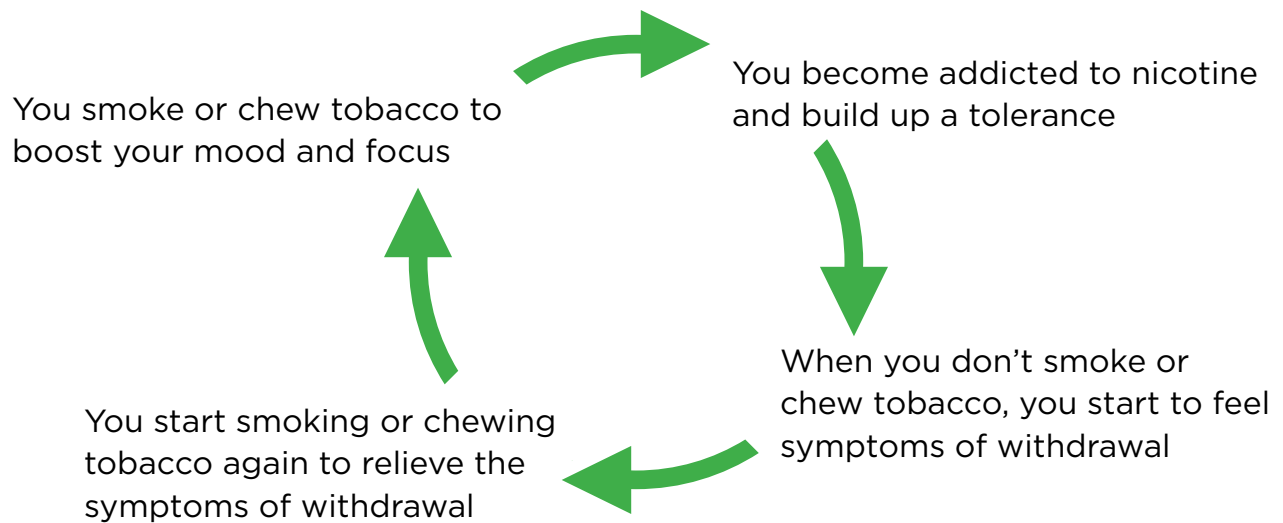 You smoke or chew tobacco to
boost your mood and focus
You become addicted to nicotine
and build up a tolerance
When you don’t smoke or
chew tobacco, you start to feel
symptoms of withdrawal
You start smoking or chewing
tobacco again to relieve the
symptoms of withdrawal